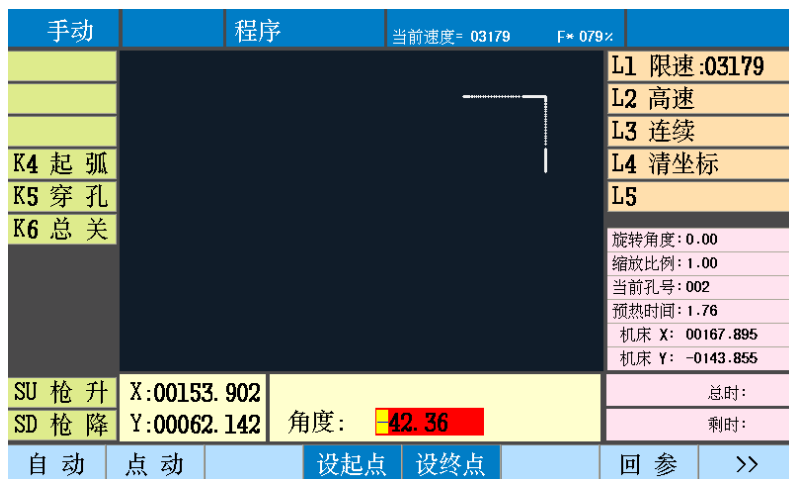 手动 程序 当前速度= 03179 F* 079%
L1 限速:03179
L2 高速
L3 连续
K4 起 弧 L4 清坐标
K5 穿 孔 L5
K6 总 关
旋转角度:0.00
缩放比例:1.00
当前孔号:002
预热时间:1.76
机床 X: 00167.895
机床 Y: -0143.855
SU 枪 升 X:00153.902 总时:
SD 枪 降 Y:00062.142 角度: -42.36 剩时:
自 动 点 动 设起点 设终点 回 参 >>